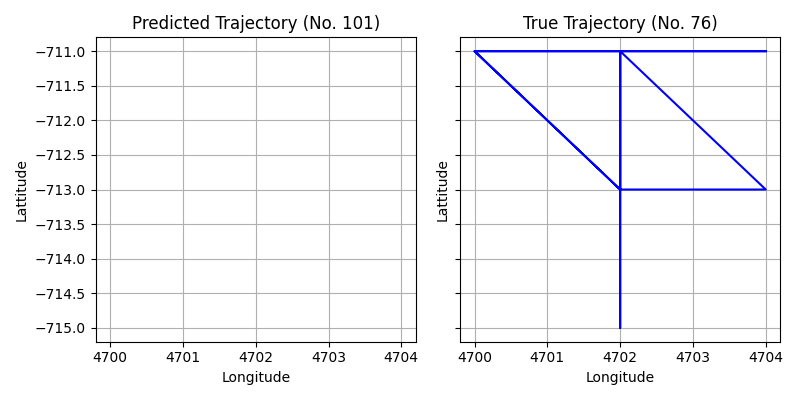 Predicted Trajectory (No. 101)
True Trajectory (No. 76)
−711.0
−711.5
−712.0
−712.5
−713.0
−713.5
−714.0
−714.5
−715.0
Lattitude
Lattitude
4700 4701 4702 4703 4704
4700 4701 4702 4703 4704
Longitude
Longitude